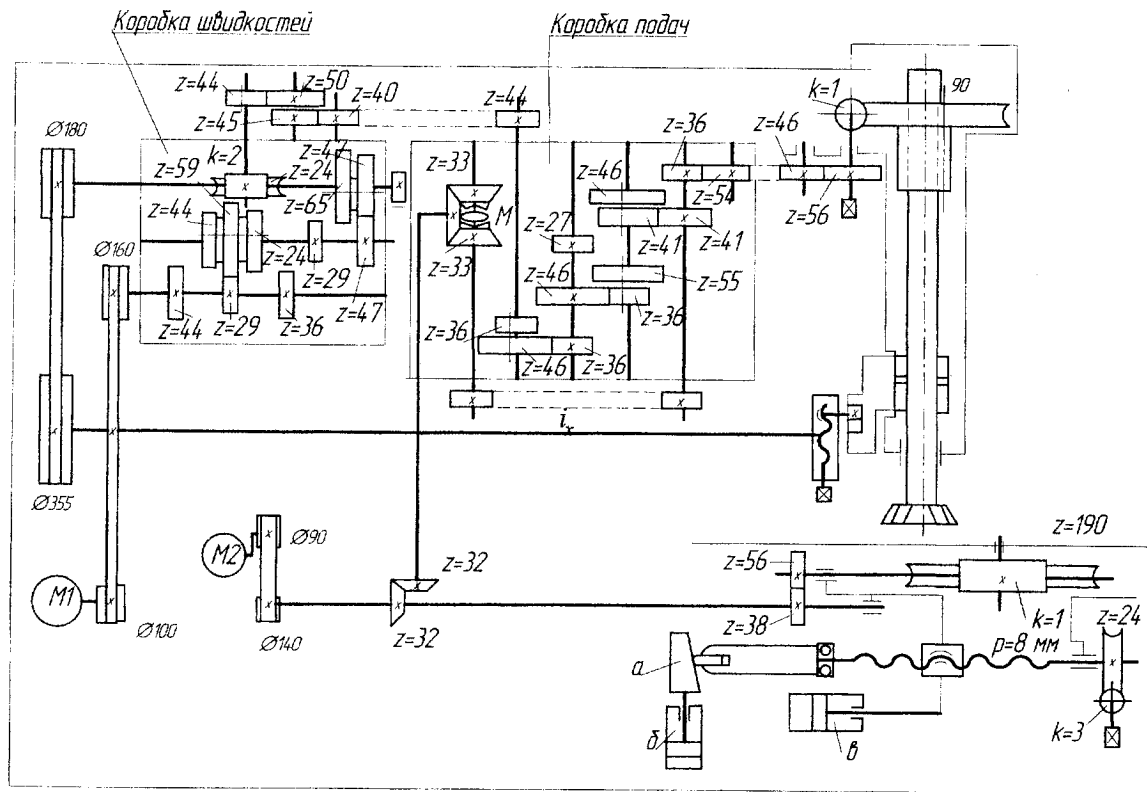 Коробка швидкостей
Коробка подач
z=44
z=50
z=40
z=44
k=1
90
z=45
z=36
z=46
Ø180
z=59
k=2
z=47
z=24
z=33
z=46
z=54
z=56
z=44
z=65
M
z=27
z=41
z=41
Ø160
z=24
z=29
z=33
z=55
z=46
z=47
z=44
z=29
z=36
z=36
z=36
z=46
z=36
iₓ
Ø355
z=190
M2
Ø90
z=32
z=56
M1
Ø100
Ø140
z=32
z=38
k=1
z=24
p=8 мм
a
б
в
k=3